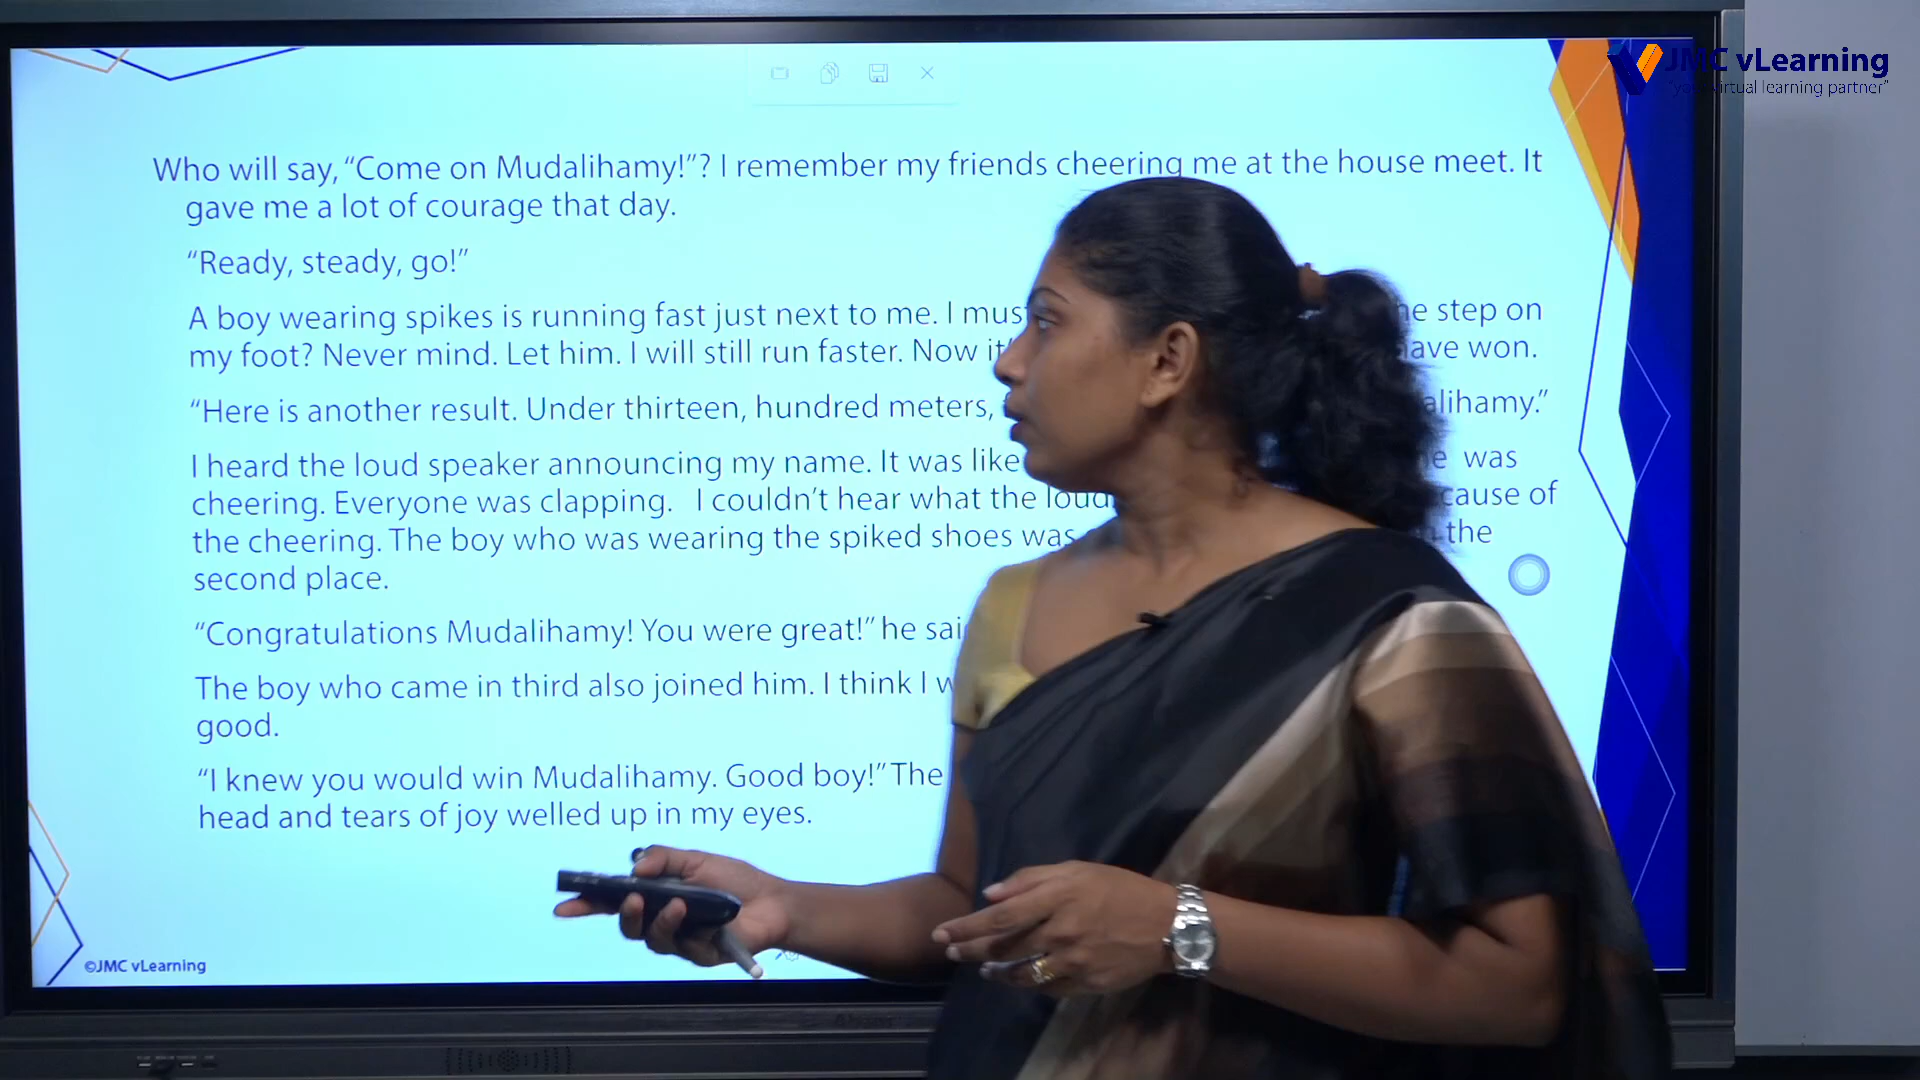 JMC vLearning
"your virtual learning partner"
Who will say, “Come on Mudalihamy!”? I remember my friends cheering me at the house meet. It
gave me a lot of courage that day.
“Ready, steady, go!”
A boy wearing spikes is running fast just next to me. I must he step on
my foot? Never mind. Let him. I will still run faster. Now have won.
“Here is another result. Under thirteen, hundred meters, alihamy.”
I heard the loud speaker announcing my name. It was like was
cheering. Everyone was clapping. I couldn’t hear what the loud cause of
the cheering. The boy who was wearing the spiked shoes was the
second place.
“Congratulations Mudalihamy! You were great!” he sai
The boy who came in third also joined him. I think I
good.
“I knew you would win Mudalihamy. Good boy!” The
head and tears of joy welled up in my eyes.
©JMC vLearning